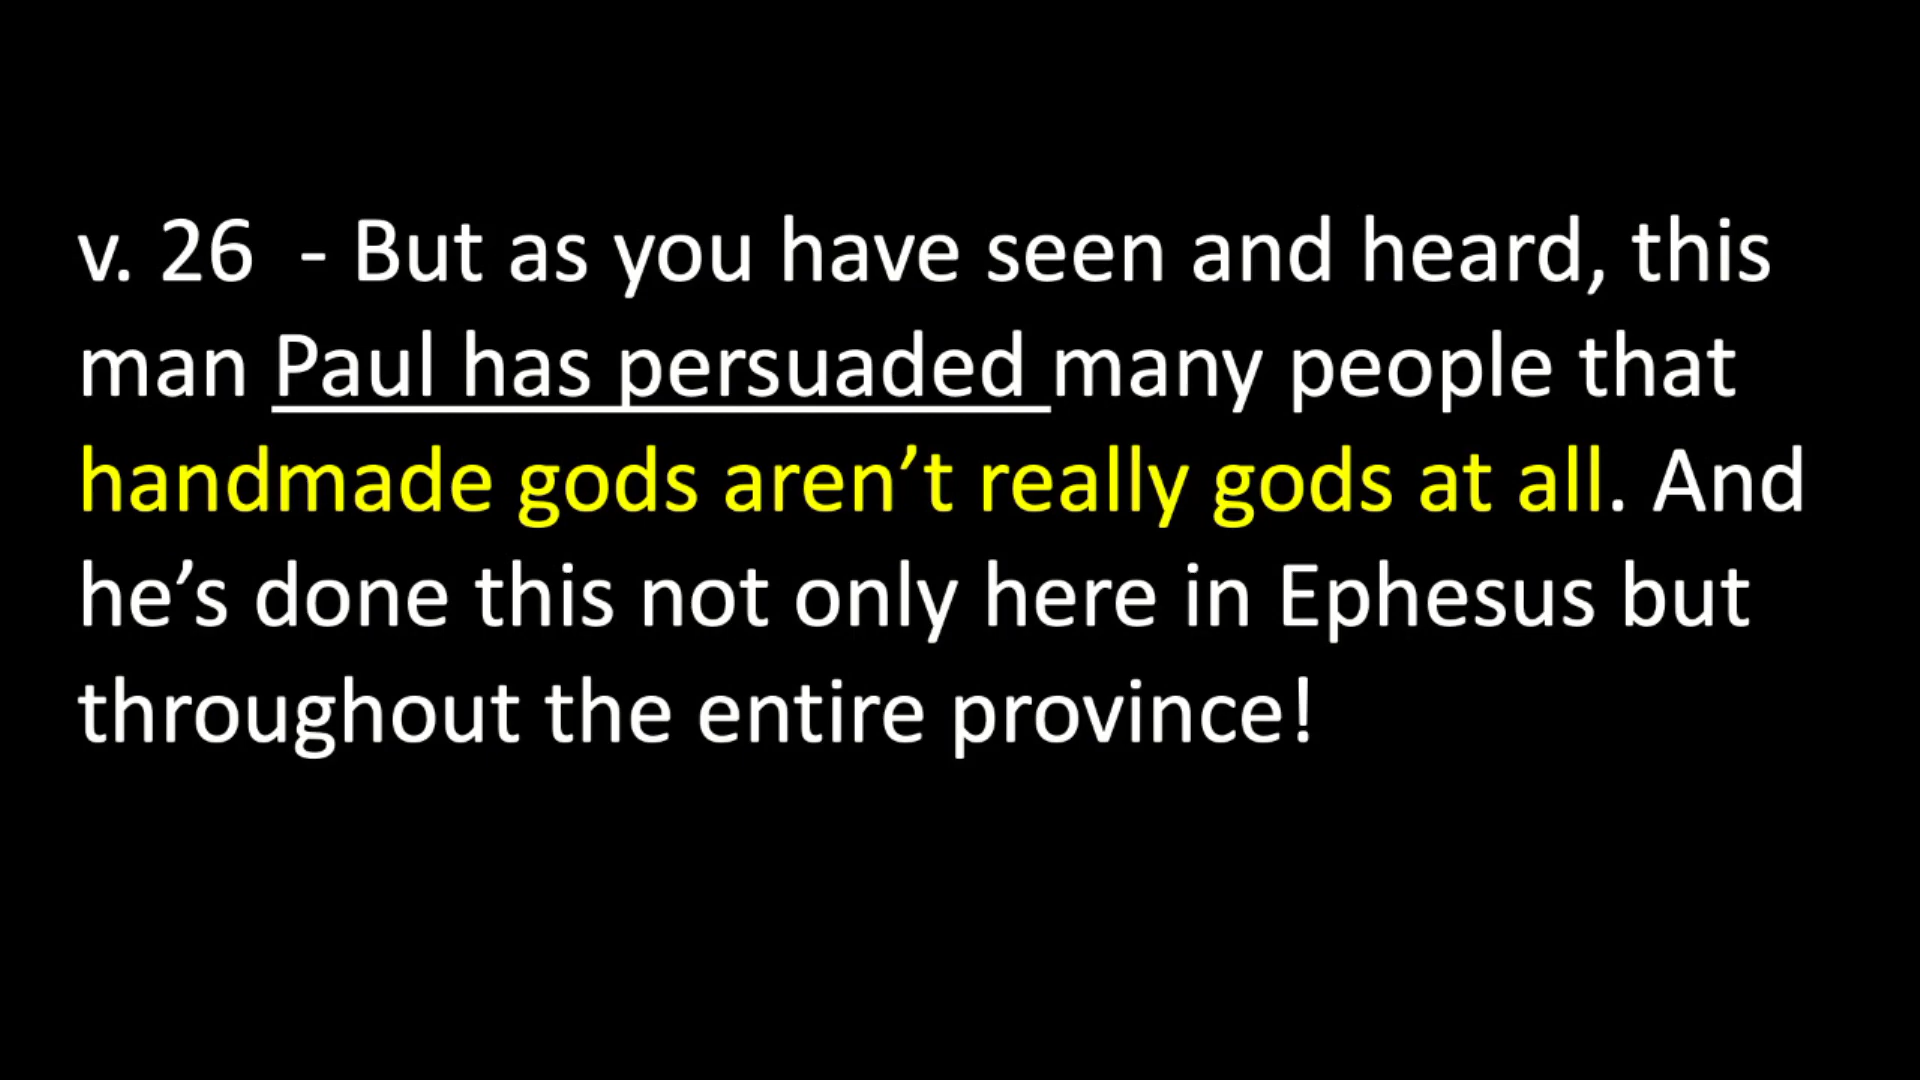 v. 26  - But as you have seen and heard, this
man Paul has persuaded many people that
handmade gods aren’t really gods at all. And
he’s done this not only here in Ephesus but
throughout the entire province!